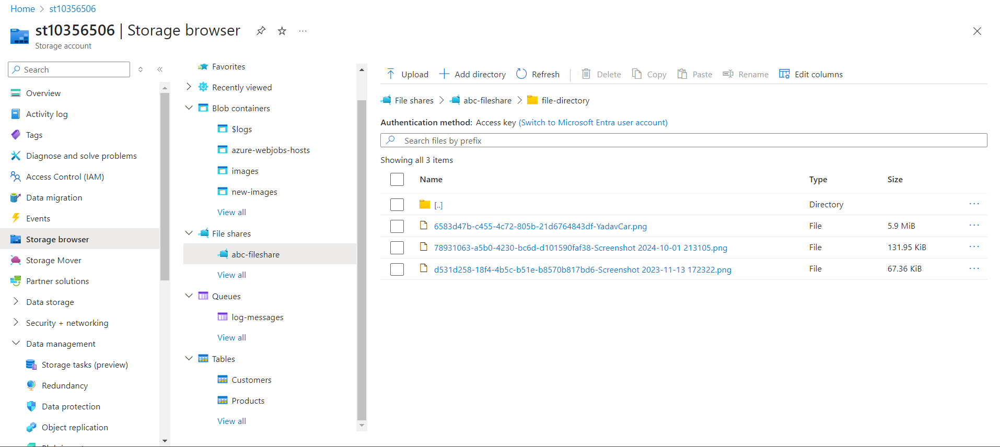 Home > st10356506
st10356506 | Storage browser ...
Storage account
Search
Overview
Activity log
Tags
Diagnose and solve problems
Access Control (IAM)
Data migration
Events
Storage browser
Storage Mover
Partner solutions
Data storage
Security + networking
Data management
Storage tasks (preview)
Redundancy
Data protection
Object replication
Favorites
Recently viewed
Blob containers
$logs
azure-webjobs-hosts
images
new-images
View all
File shares
abc-fileshare
View all
Queues
log-messages
View all
Tables
Customers
Products
View all
Upload Add directory Refresh Delete Copy Paste Rename Edit columns
File shares > abc-fileshare > file-directory
Authentication method: Access key (Switch to Microsoft Entra user account)
Search files by prefix
Showing all 3 items
Name Type Size
[..] Directory ...
6583d47b-c455-4c72-805b-21d6764843df-YadavCar.png File 5.9 MiB ...
78931063-a5b0-4230-bc6d-d101590faf38-Screenshot 2024-10-01 213105.png File 131.95 KiB ...
d531d258-18f4-4b5c-b51e-b8570b817bd6-Screenshot 2023-11-13 172322.png File 67.36 KiB ...